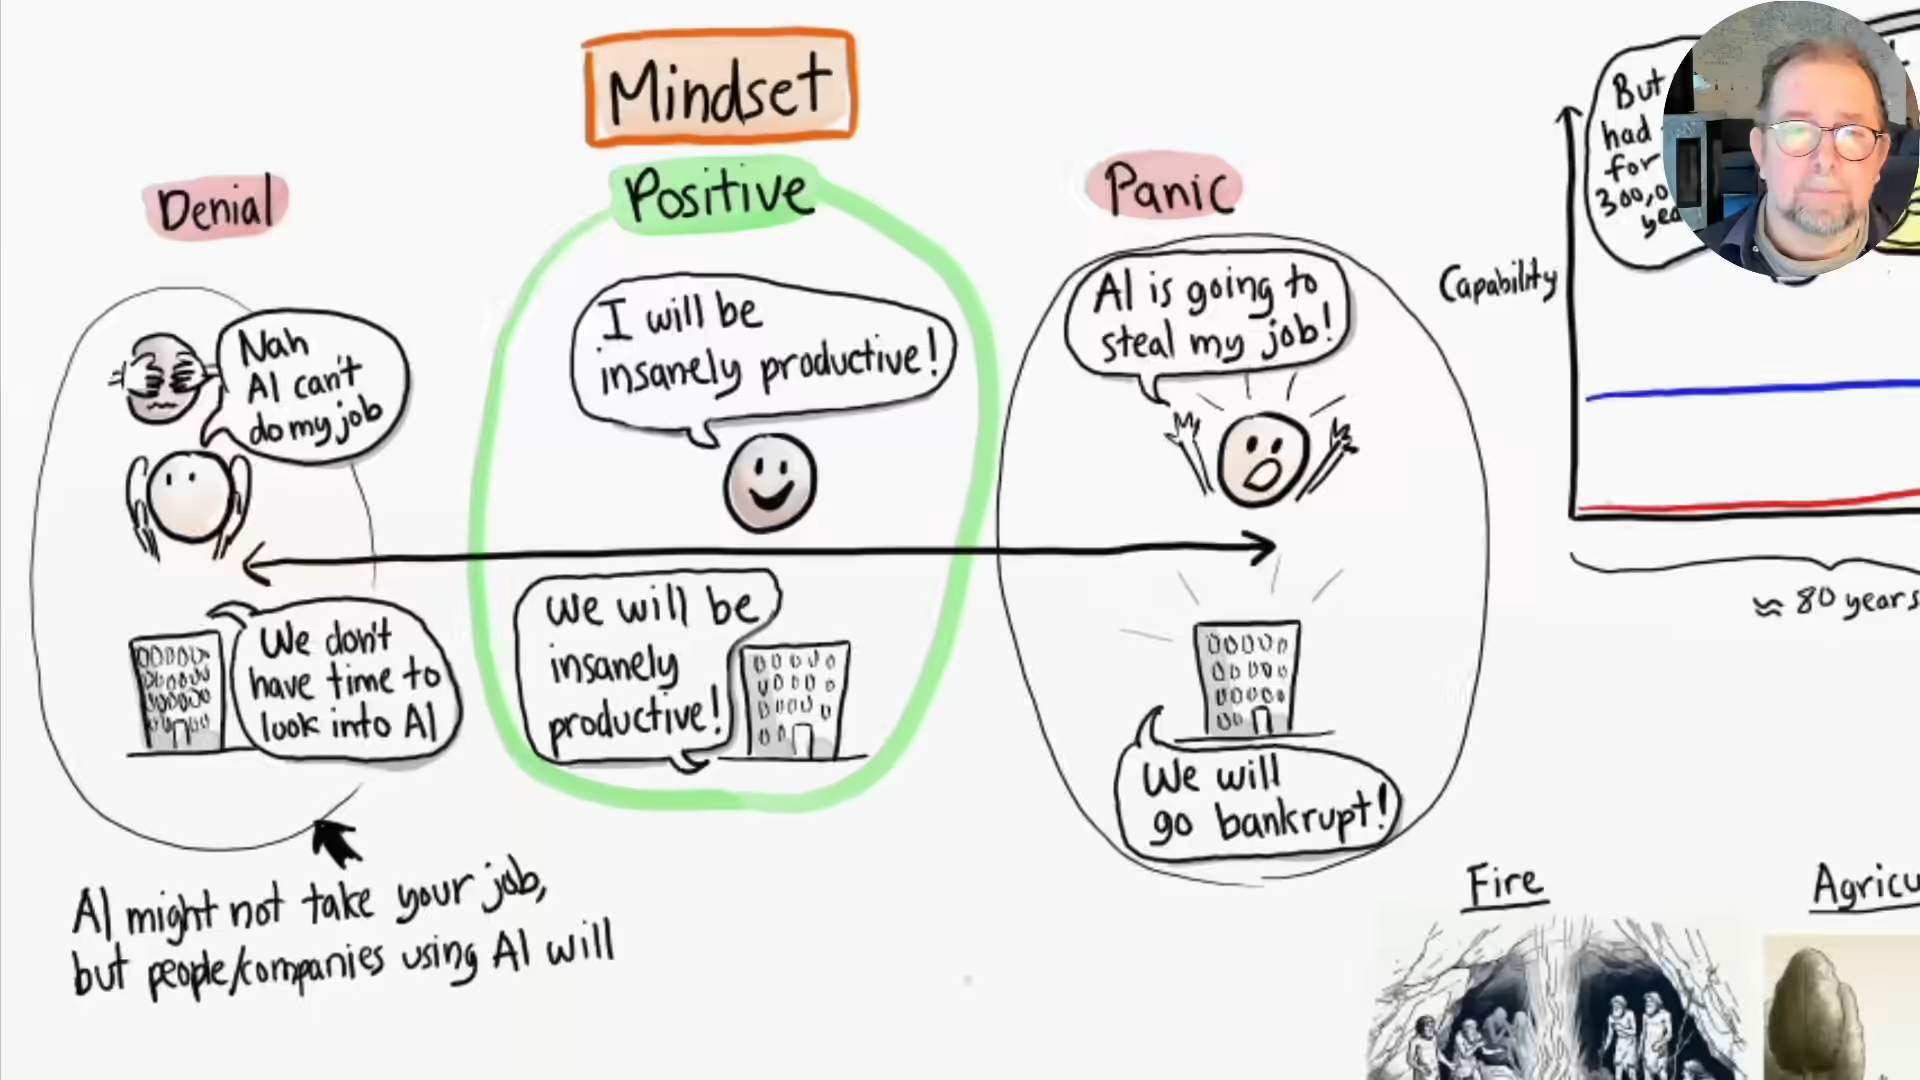 Mindset
Denial
Positive
Panic
Nah
AI can't
do my job
We don't
have time to
look into AI
I will be
insanely productive!
We will be
insanely
productive!
AI is going to
steal my job!
We will
go bankrupt!
AI might not take your job,
but people/companies using AI will
But
had
for
Capability
≈ 80 years
Fire